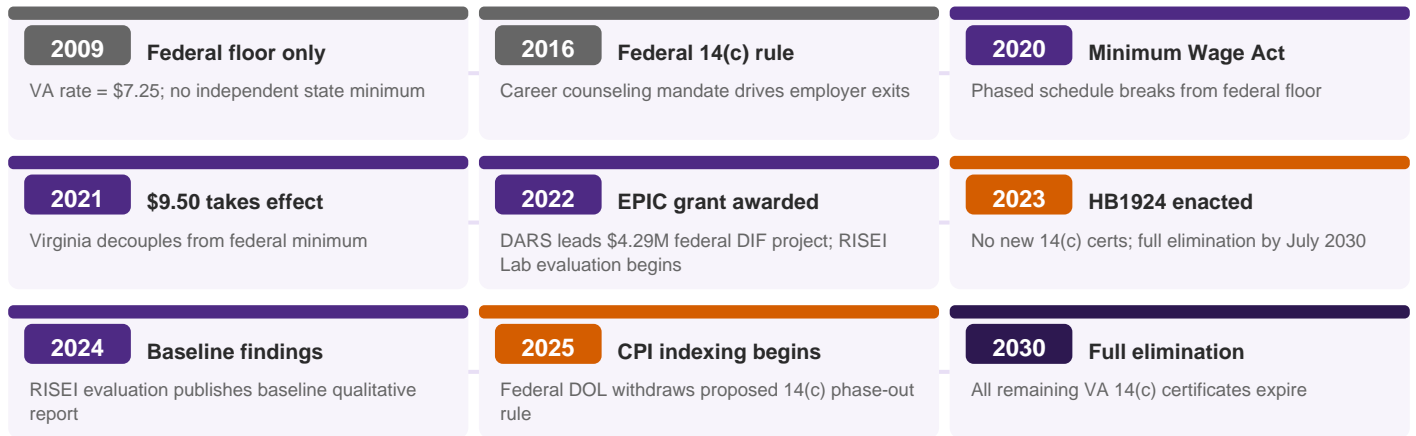 2009 Federal floor only
VA rate = $7.25; no independent state minimum
2016 Federal 14(c) rule
Career counseling mandate drives employer exits
2020 Minimum Wage Act
Phased schedule breaks from federal floor
2021 $9.50 takes effect
Virginia decouples from federal minimum
2022 EPIC grant awarded
DARS leads $4.29M federal DIF project; RISEI
Lab evaluation begins
2023 HB1924 enacted
No new 14(c) certs; full elimination by July 2030
2024 Baseline findings
RISEI evaluation publishes baseline qualitative
report
2025 CPI indexing begins
Federal DOL withdraws proposed 14(c) phase-out
rule
2030 Full elimination
All remaining VA 14(c) certificates expire